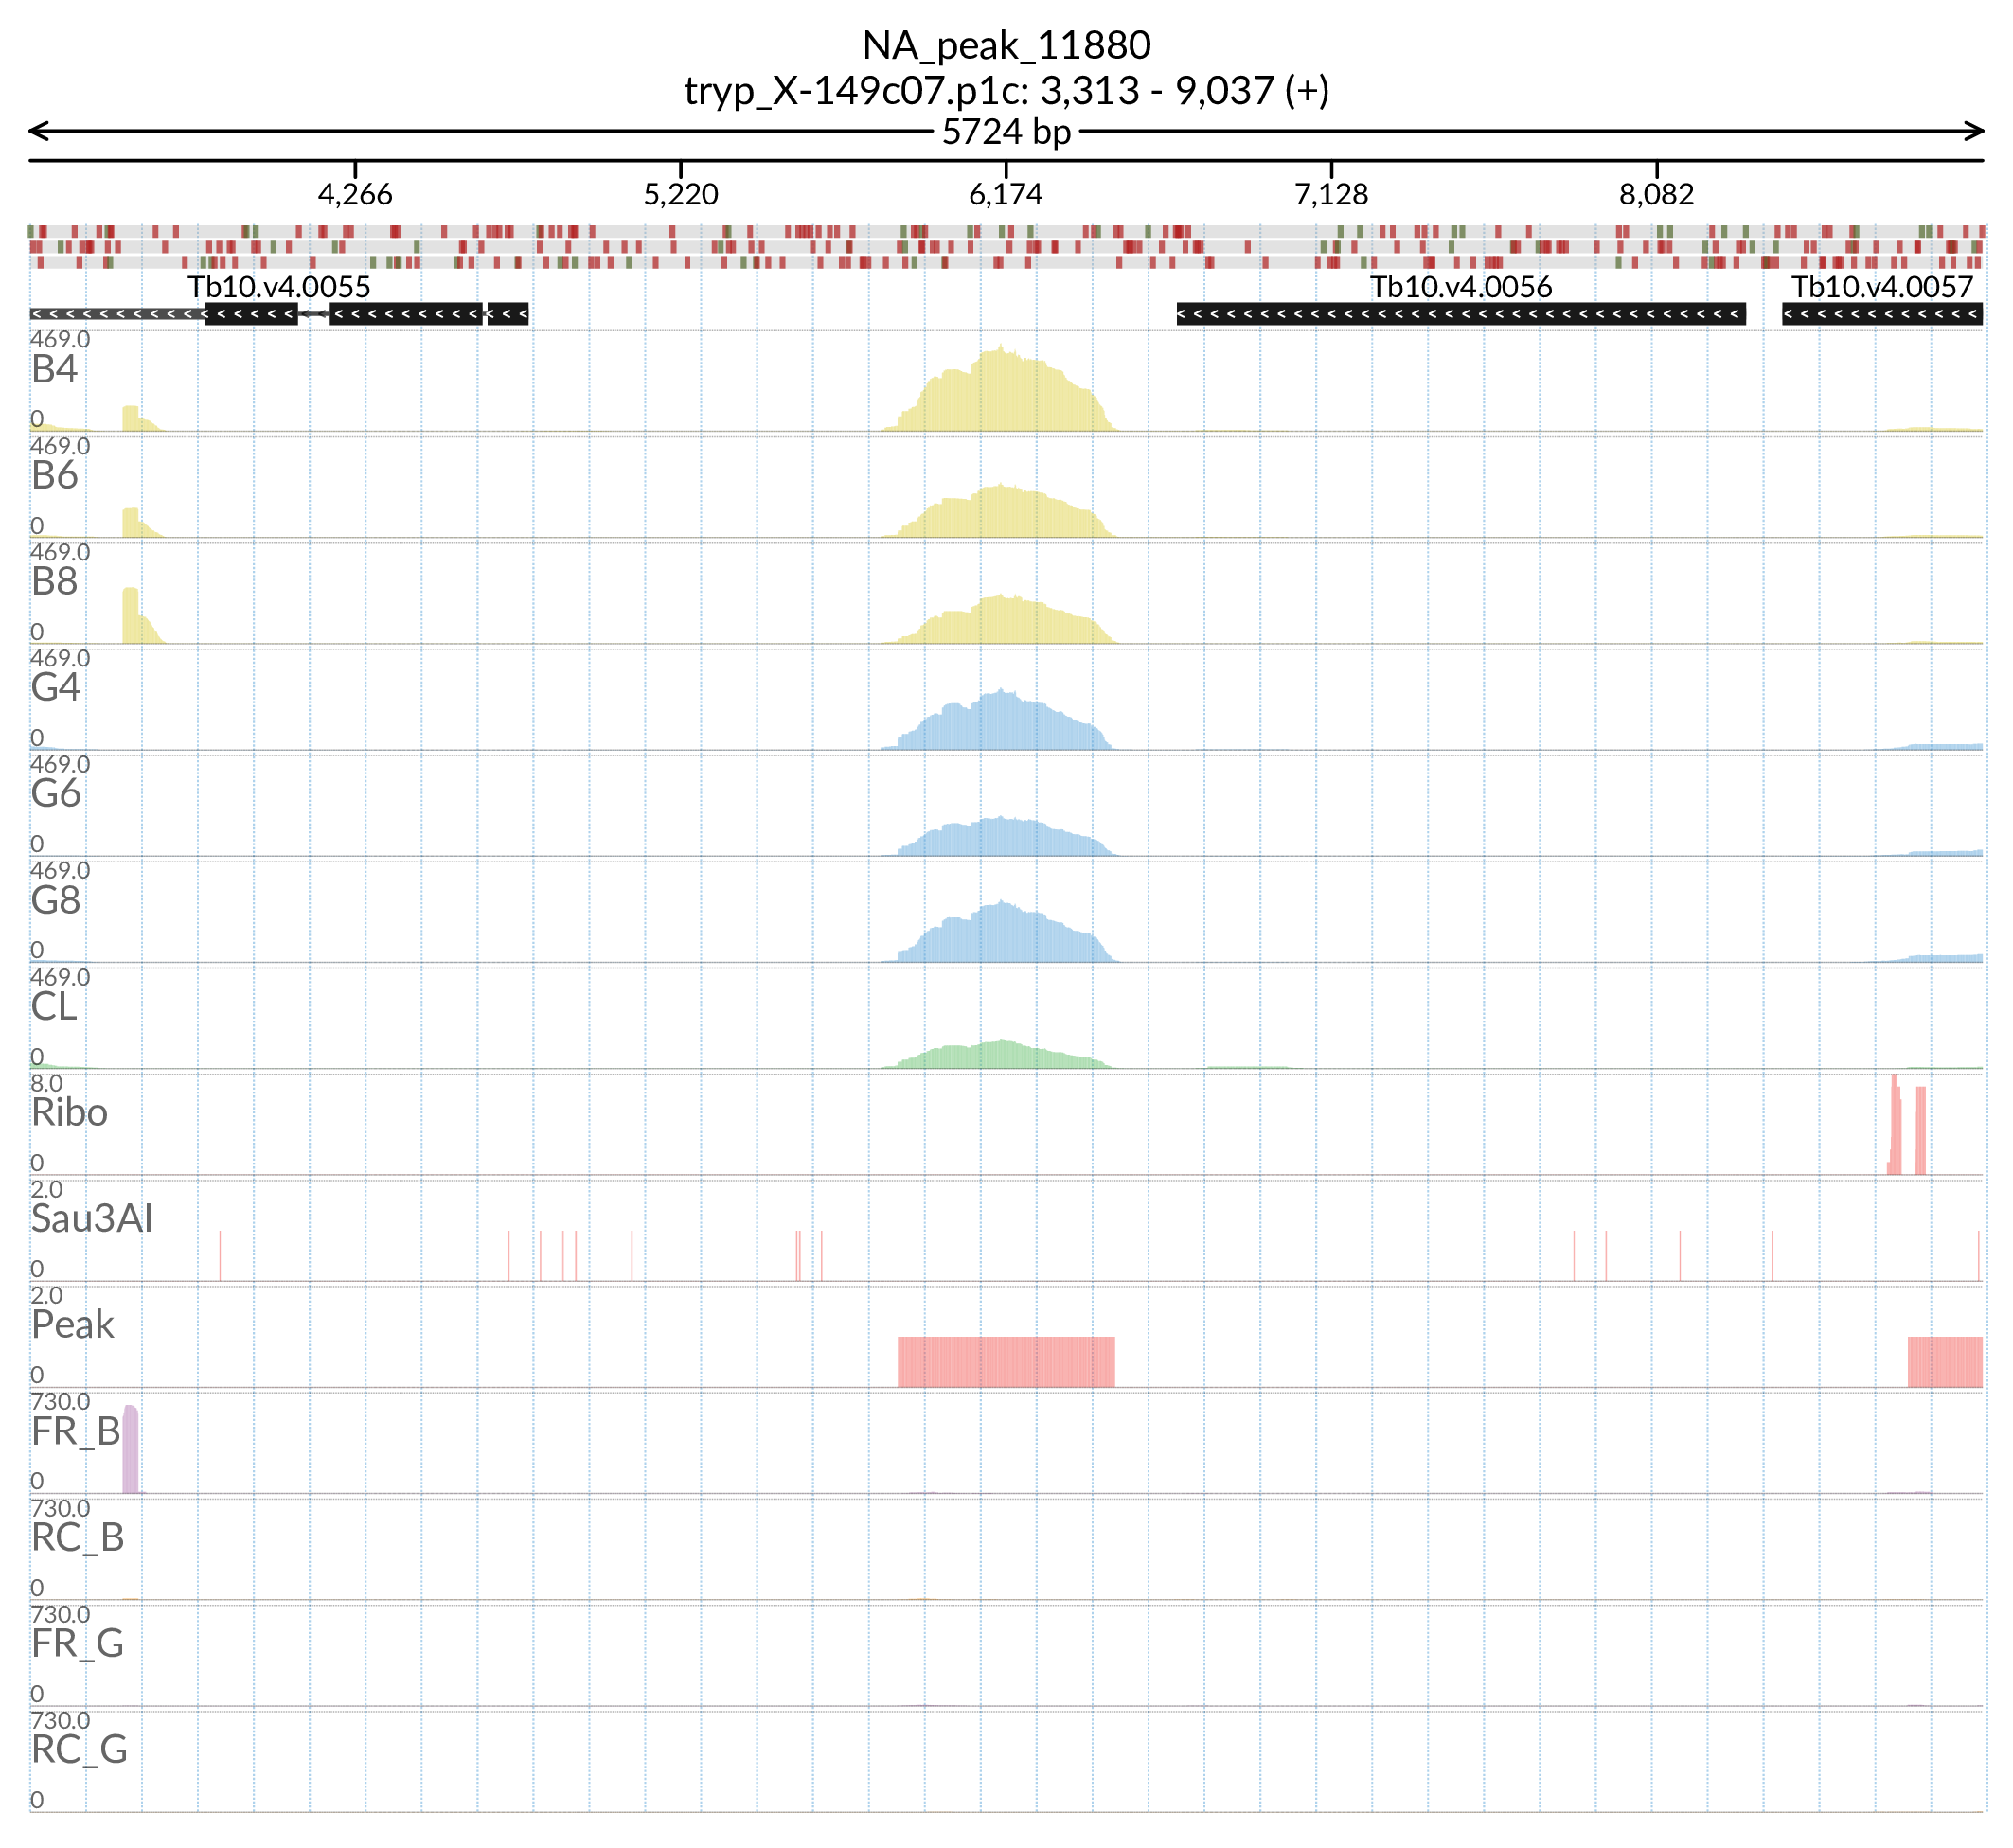 NA_peak_11880
tryp_X-149c07.p1c: 3,313 - 9,037 (+)
5724 bp
4,266 5,220 6,174 7,128 8,082
Tb10.v4.0055 Tb10.v4.0056 Tb10.v4.0057
469.0
B4
0
469.0
B6
0
469.0
B8
0
469.0
G4
0
469.0
G6
0
469.0
G8
0
469.0
CL
0
8.0
Ribo
0
2.0
Sau3AI
0
2.0
Peak
0
730.0
FR_B
0
730.0
RC_B
0
730.0
FR_G
0
730.0
RC_G
0